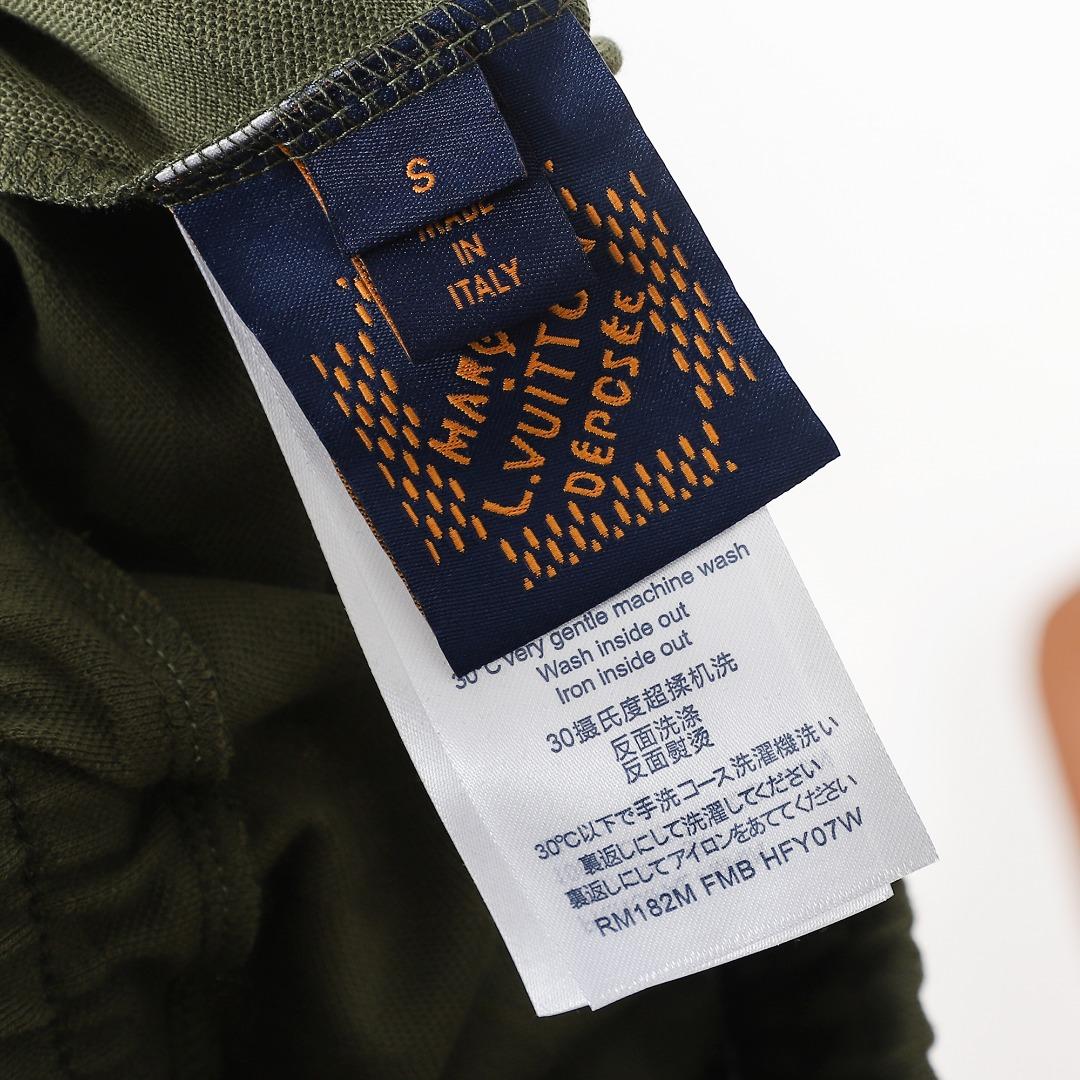 S
MADE
IN
ITALY
L.VUITTO
DEPOSEE
30°C very gentle machine wash
Wash inside out
Iron inside out
30摄氏度超揉机洗
反面洗涤
反面熨烫
30℃以下で手洗コース洗濯機洗い
裏返しにして洗濯してください
裏返しにしてアイロンをあててください
RM182M FMB HFY07W